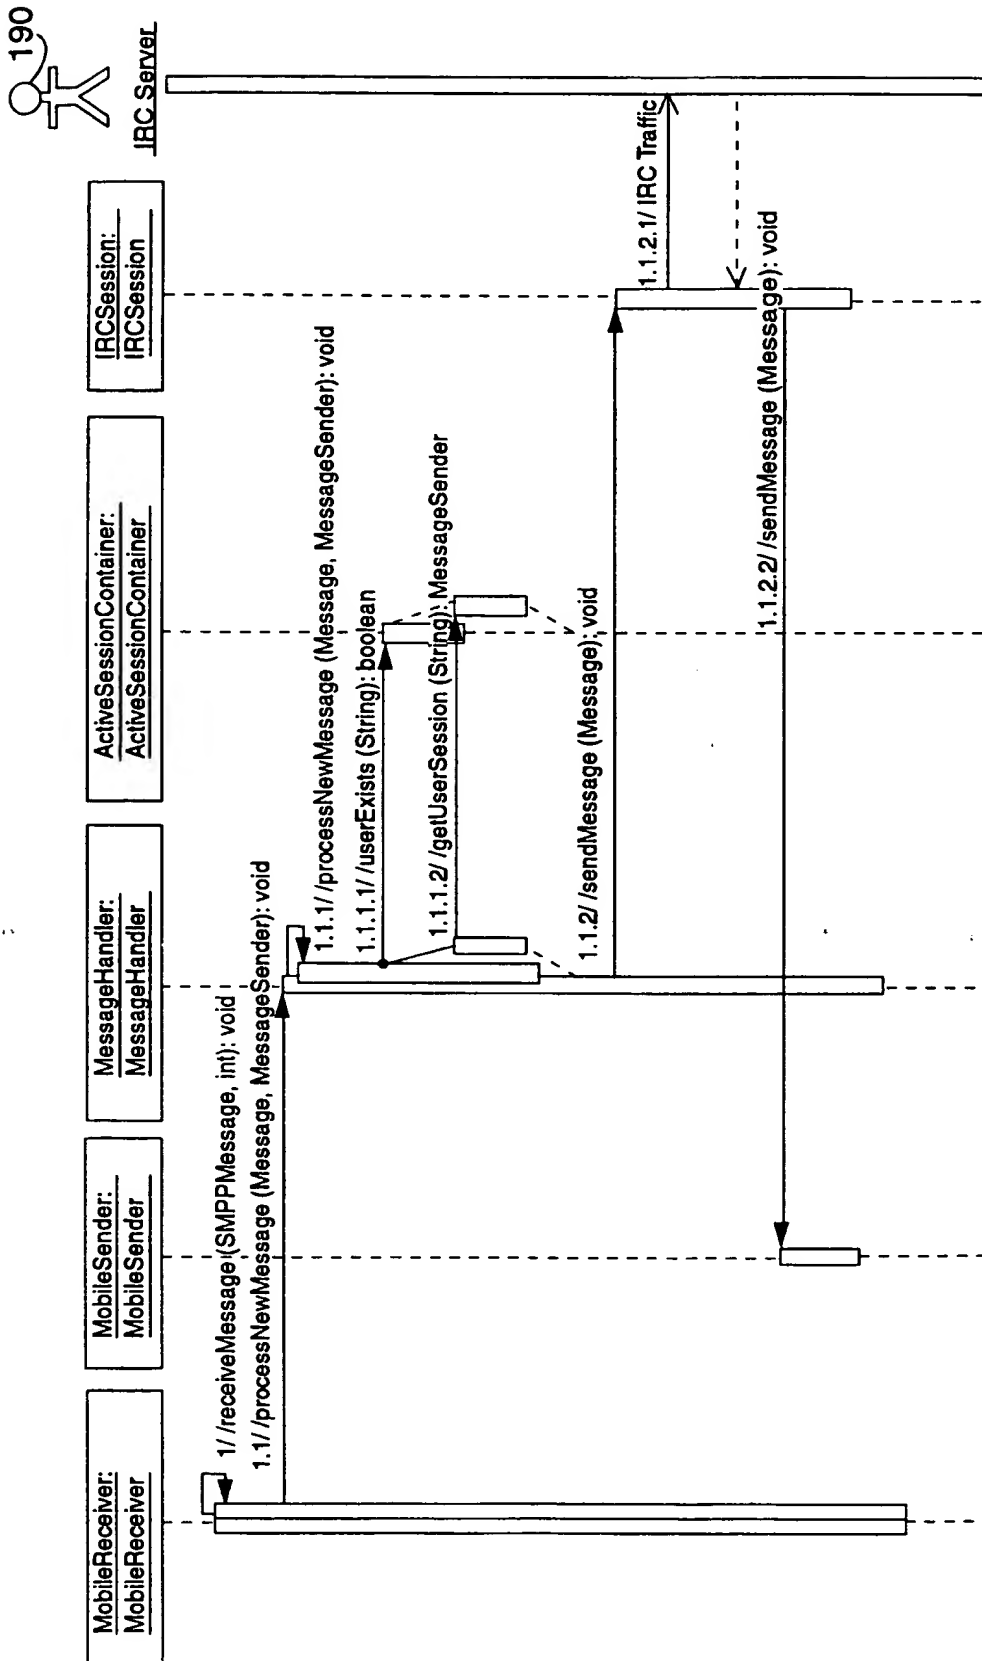 MobileReceiver:
MobileReceiver
MobileSender:
MobileSender
MessageHandler:
MessageHandler
ActiveSessionContainer:
ActiveSessionContainer
IRCSession:
IRCSession
IRC Server
190
1/ /receiveMessage (SMPPMessage, int): void
1.1/ /processNewMessage (Message, MessageSender): void
1.1.1/ /processNewMessage (Message, MessageSender): void
1.1.1.1/ /userExists (String): boolean
1.1.1.2/ /getUserSession (String): MessageSender
1.1.2/ /sendMessage (Message): void
1.1.2.1/ IRC Traffic
1.1.2.2/ /sendMessage (Message): void